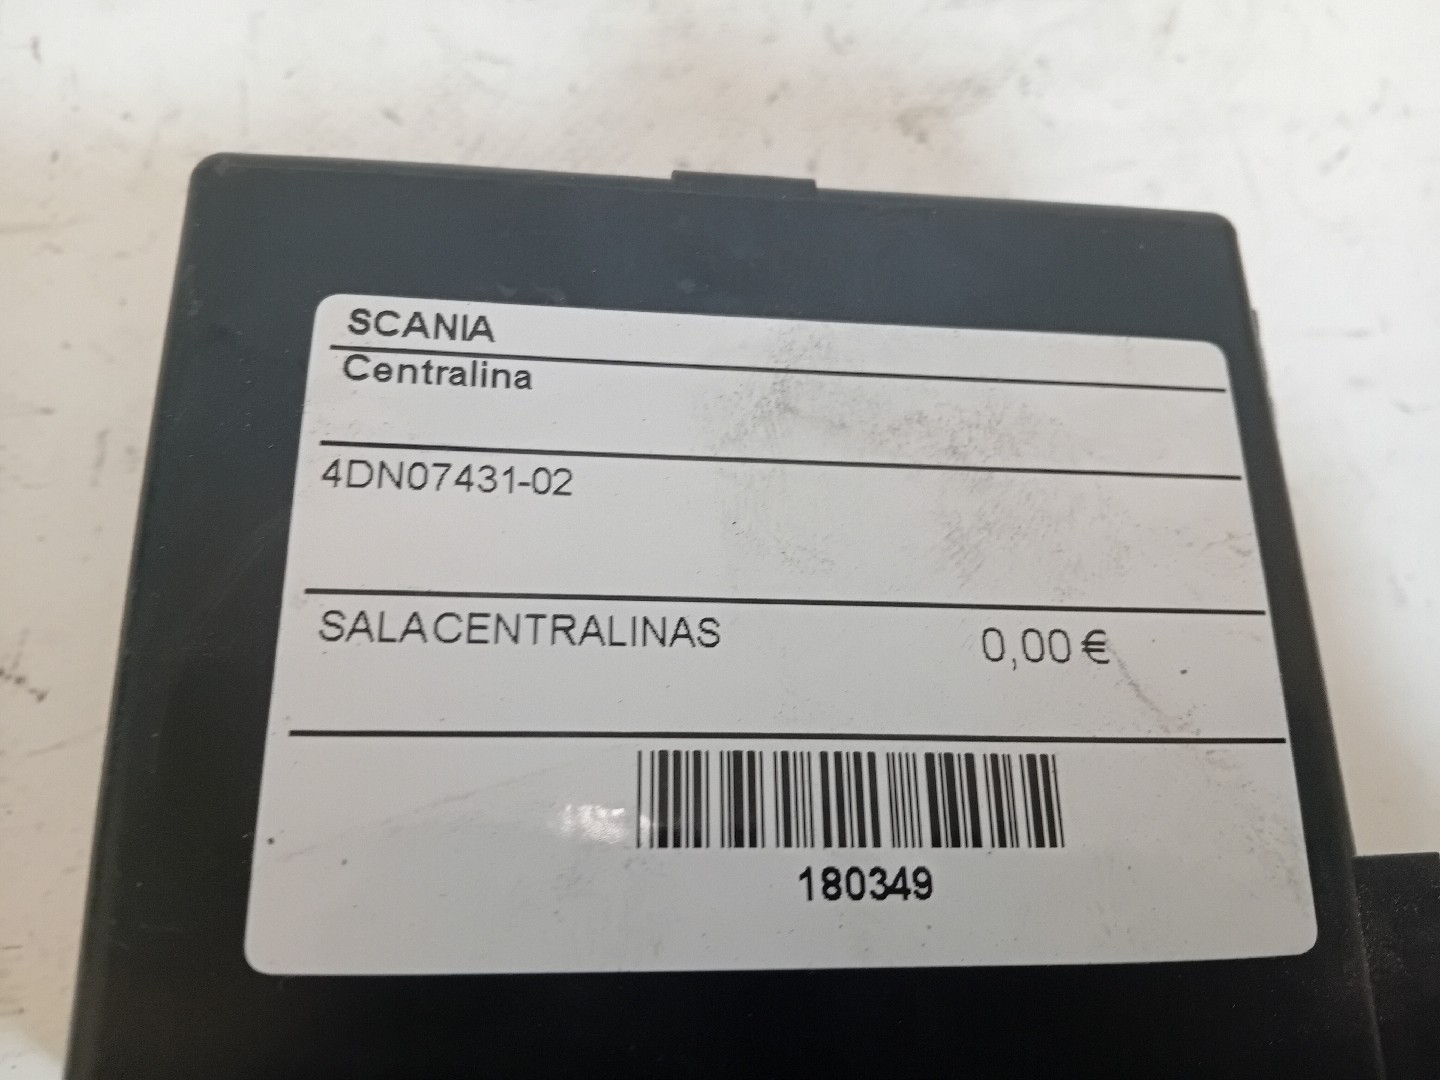 SCANIA
Centralina
4DN07431-02
SALACENTRALINAS 0,00 €
180349